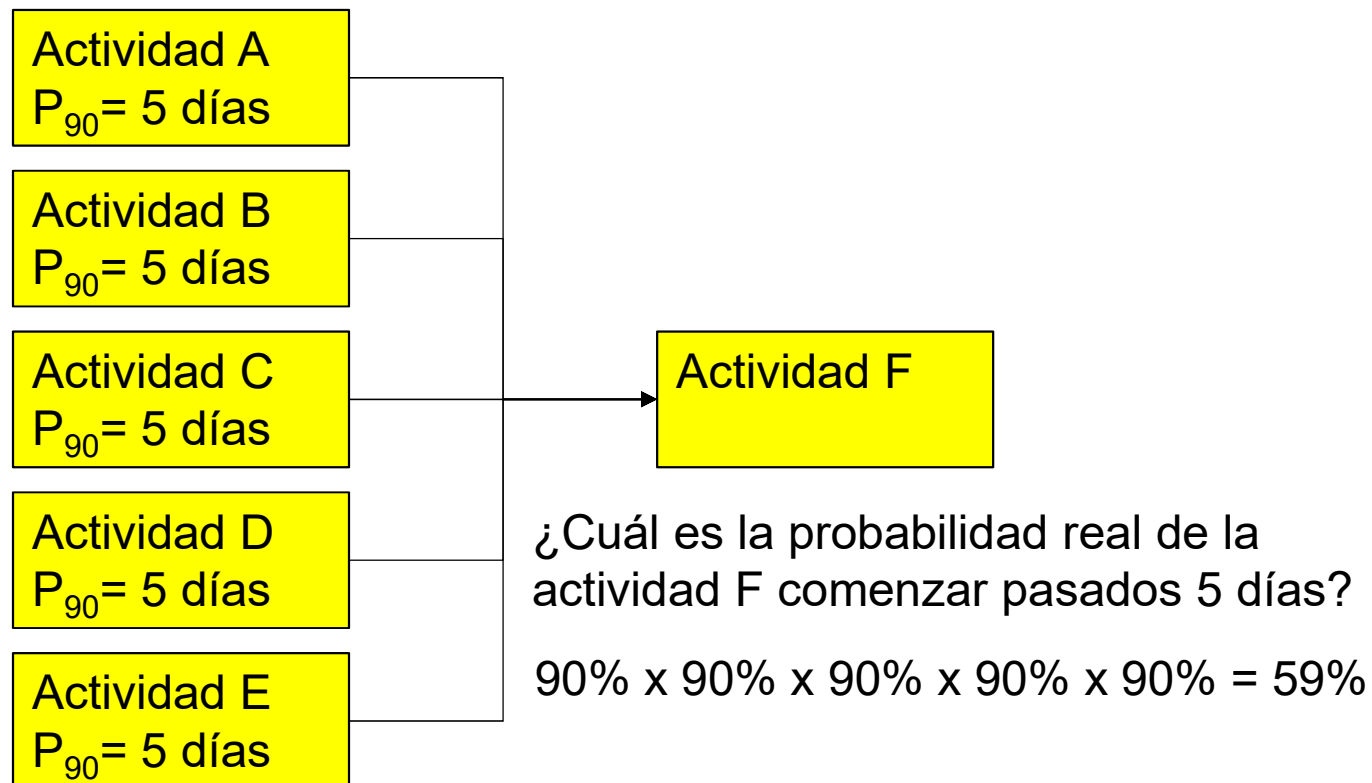 Actividad A
P90= 5 días
Actividad B
P90= 5 días
Actividad C
P90= 5 días
Actividad F
Actividad D
P90= 5 días
¿Cuál es la probabilidad real de la
actividad F comenzar pasados 5 días?
90% x 90% x 90% x 90% x 90% = 59%
Actividad E
P90= 5 días